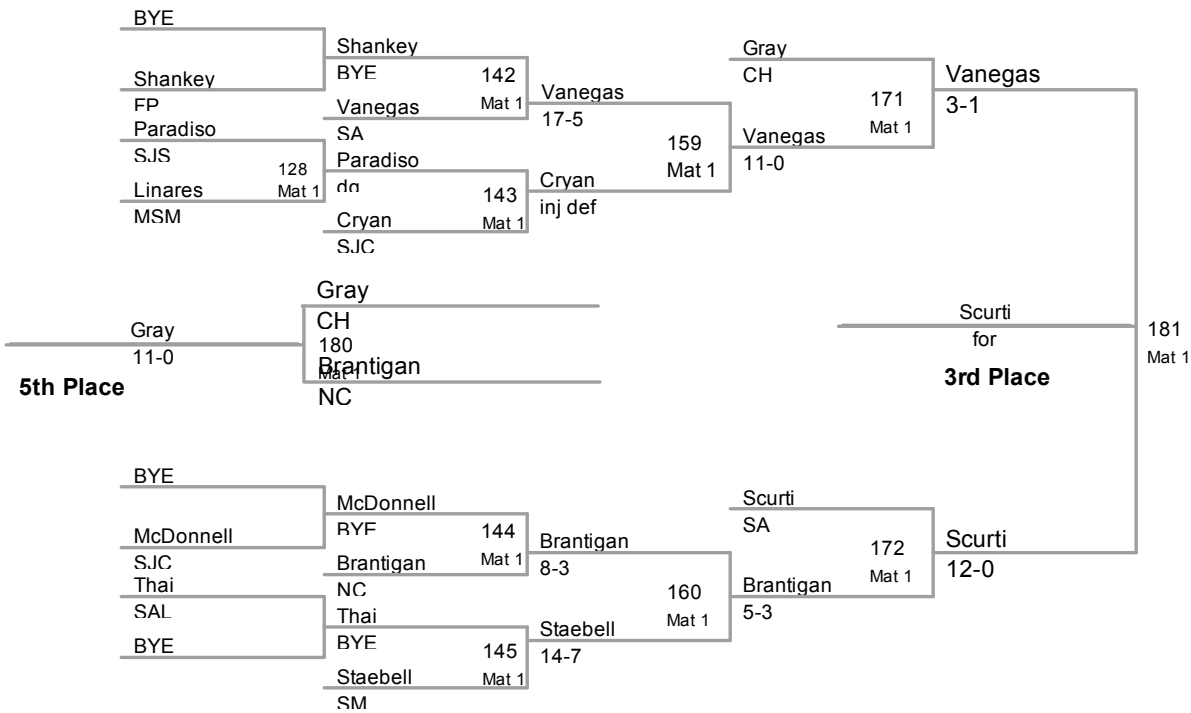 BYE
Shankey
FP
Paradiso
SJS
Linares
MSM
128
Mat 1
Shankey
BYE
Vanegas
SA
142
Mat 1
Paradiso
dq
Cryan
SJC
143
Mat 1
Vanegas
17-5
Cryan
inj def
159
Mat 1
Gray
CH
Vanegas
11-0
171
Mat 1
Vanegas
3-1
Gray
11-0
5th Place
Gray
CH
180
Mat 1
Brantigan
NC
Scurti
for
3rd Place
181
Mat 1
BYE
McDonnell
SJC
Thai
SAL
BYE
McDonnell
BYE
Brantigan
NC
144
Mat 1
Thai
BYE
Staebell
SM
145
Mat 1
Brantigan
8-3
Staebell
14-7
160
Mat 1
Scurti
SA
Brantigan
5-3
172
Mat 1
Scurti
12-0